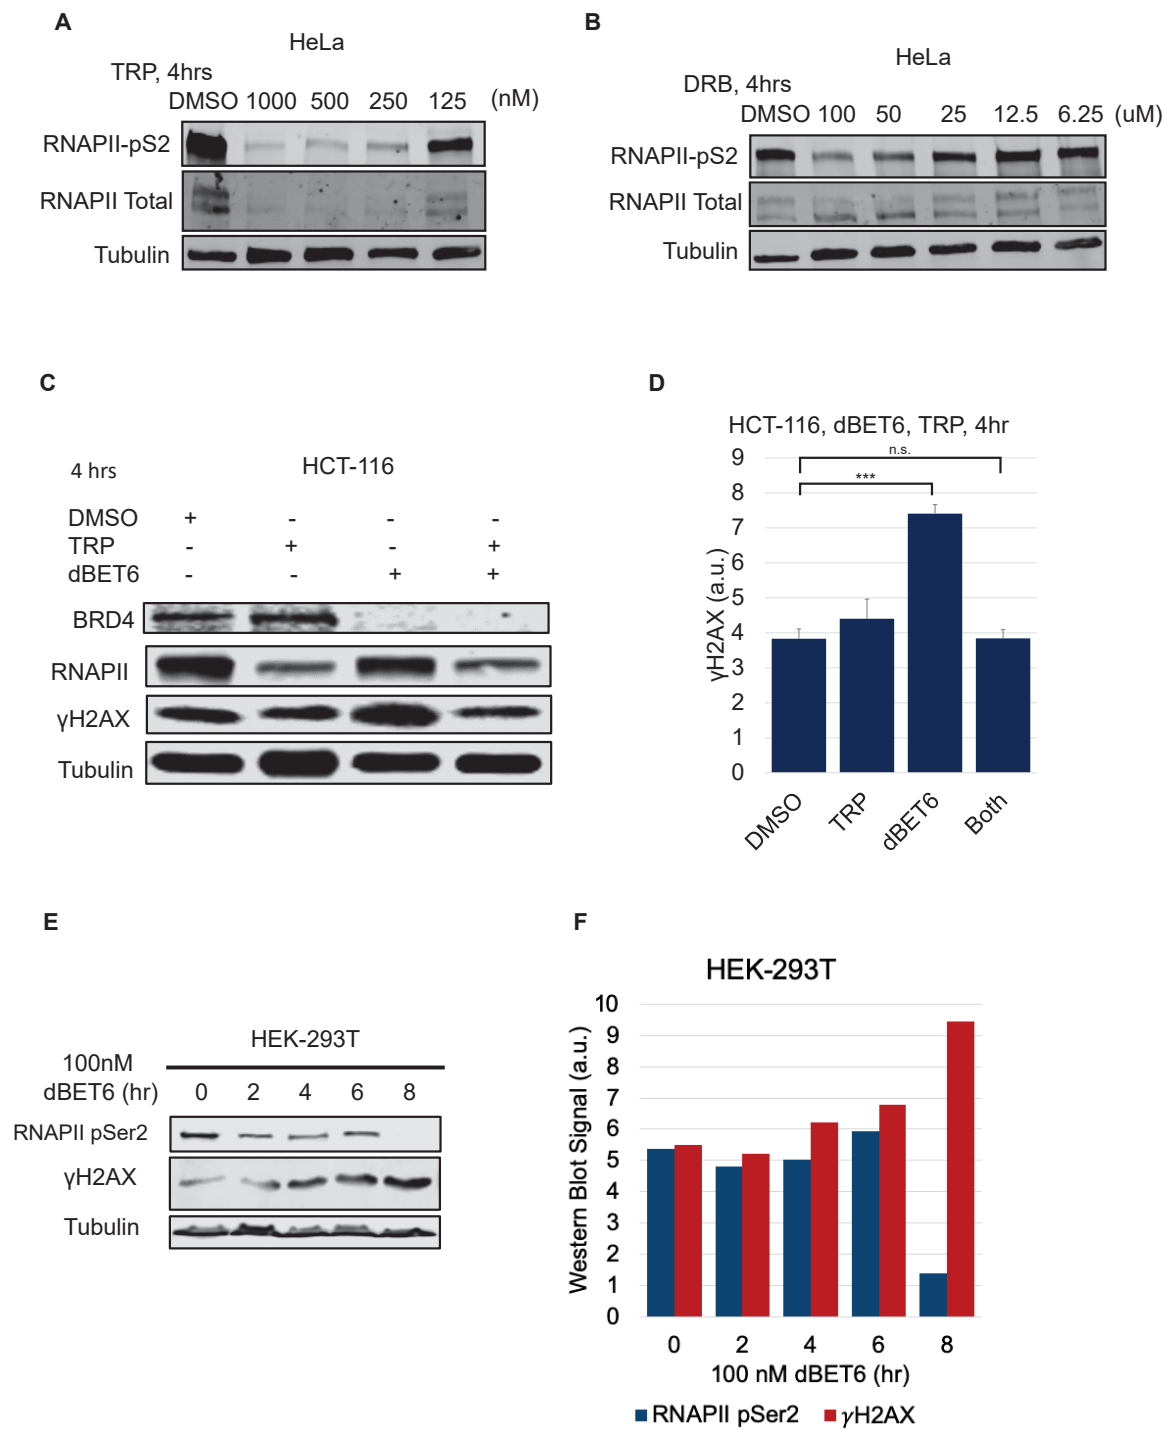 A
HeLa
TRP, 4hrs
DMSO 1000 500 250 125 (nM)
RNAPII-pS2
RNAPII Total
Tubulin
B
HeLa
DRB, 4hrs
DMSO 100 50 25 12.5 6.25 (uM)
RNAPII-pS2
RNAPII Total
Tubulin
C
4 hrs
HCT-116
DMSO + - - -
TRP - + - +
dBET6 - - + +
BRD4
RNAPII
γH2AX
Tubulin
D
HCT-116, dBET6, TRP, 4hr
n.s.
***
γH2AX (a.u.)
9
8
7
6
5
4
3
2
1
0
DMSO TRP dBET6 Both
E
HEK-293T
100nM
dBET6 (hr) 0 2 4 6 8
RNAPII pSer2
γH2AX
Tubulin
F
HEK-293T
Western Blot Signal (a.u.)
10
9
8
7
6
5
4
3
2
1
0
0 2 4 6 8
100 nM dBET6 (hr)
RNAPII pSer2 γH2AX